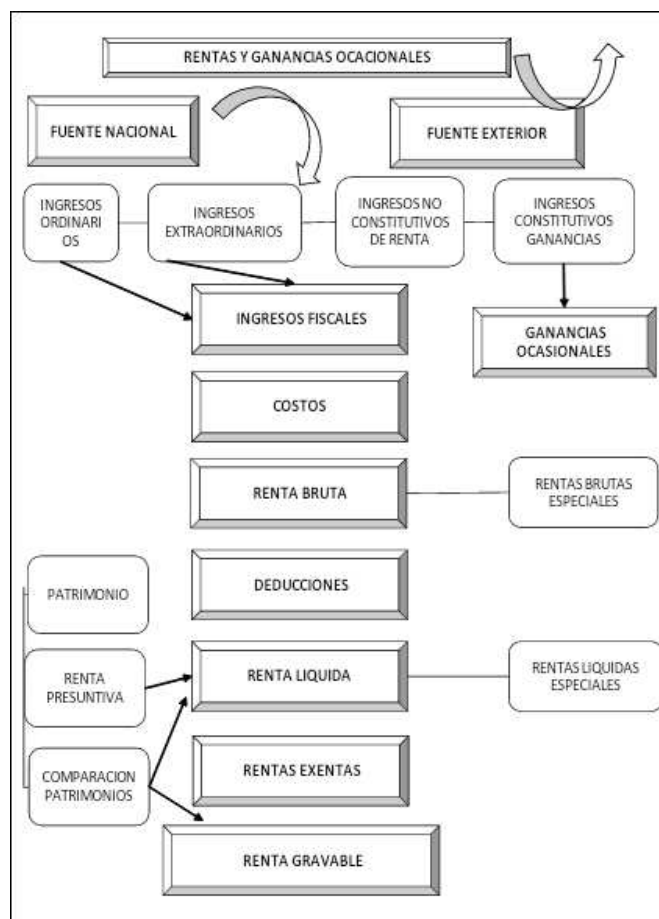 RENTAS Y GANANCIAS OCACIONALES
FUENTE NACIONAL
FUENTE EXTERIOR
INGRESOS
ORDINARI
OS
INGRESOS
EXTRAORDINARIOS
INGRESOS NO
CONSTITUTIVOS
DE RENTA
INGRESOS
CONSTITUTIVOS
GANANCIAS
INGRESOS FISCALES
GANANCIAS
OCASIONALES
COSTOS
RENTA BRUTA
RENTAS BRUTAS
ESPECIALES
DEDUCCIONES
PATRIMONIO
RENTA
PRESUNTIVA
RENTA LIQUIDA
RENTAS LIQUIDAS
ESPECIALES
COMPARACION
PATRIMONIOS
RENTAS EXENTAS
RENTA GRAVABLE